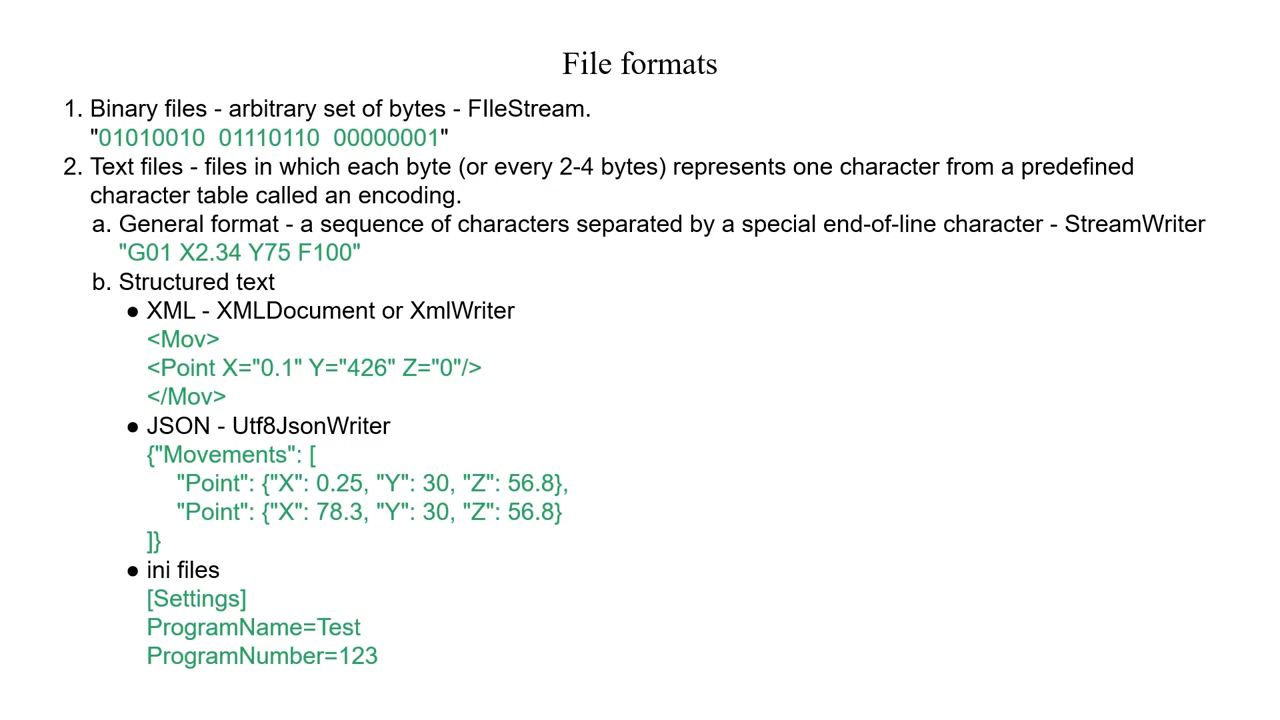 File formats
1. Binary files - arbitrary set of bytes - FIleStream.
"01010010  01110110  00000001"
2. Text files - files in which each byte (or every 2-4 bytes) represents one character from a predefined
character table called an encoding.
a. General format - a sequence of characters separated by a special end-of-line character - StreamWriter
"G01 X2.34 Y75 F100"
b. Structured text
● XML - XMLDocument or XmlWriter
<Mov>
<Point X="0.1" Y="426" Z="0"/>
</Mov>
● JSON - Utf8JsonWriter
{"Movements": [
"Point": {"X": 0.25, "Y": 30, "Z": 56.8},
"Point": {"X": 78.3, "Y": 30, "Z": 56.8}
]}
● ini files
[Settings]
ProgramName=Test
ProgramNumber=123